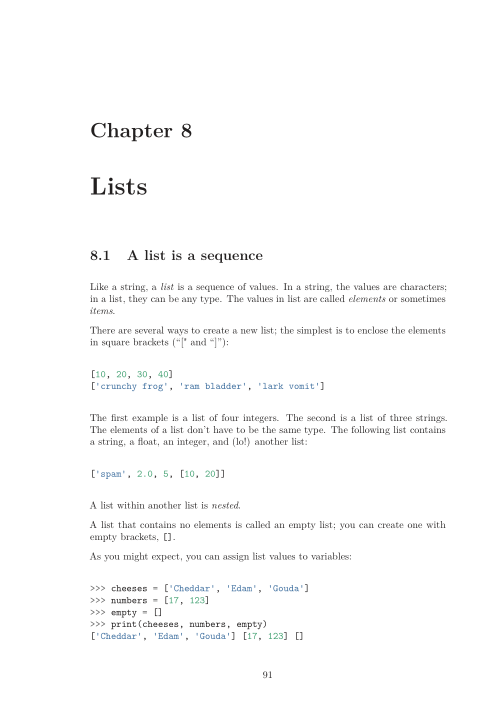 Chapter 8
Lists
8.1 A list is a sequence
Like a string, a list is a sequence of values. In a string, the values are characters;
in a list, they can be any type. The values in list are called elements or sometimes
items.
There are several ways to create a new list; the simplest is to enclose the elements
in square brackets (“[" and “]”):
[10, 20, 30, 40]
['crunchy frog', 'ram bladder', 'lark vomit']
The first example is a list of four integers. The second is a list of three strings.
The elements of a list don't have to be the same type. The following list contains
a string, a float, an integer, and (lo!) another list:
['spam', 2.0, 5, [10, 20]]
A list within another list is nested.
A list that contains no elements is called an empty list; you can create one with
empty brackets, [].
As you might expect, you can assign list values to variables:
>>> cheeses = ['Cheddar', 'Edam', 'Gouda']
>>> numbers = [17, 123]
>>> empty = []
>>> print(cheeses, numbers, empty)
['Cheddar', 'Edam', 'Gouda'] [17, 123] []
91